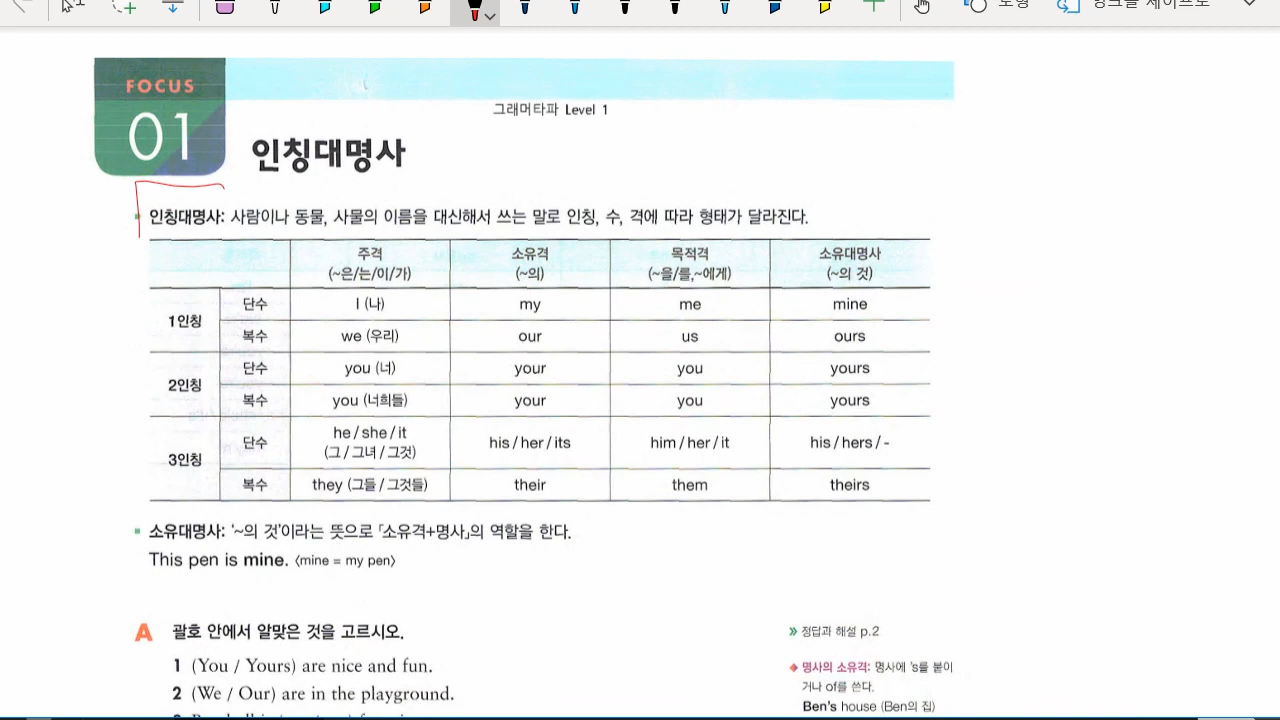 도형
잉크를 셰이프로
FOCUS
01
그래머타파 Level 1
인칭대명사
인칭대명사: 사람이나 동물, 사물의 이름을 대신해서 쓰는 말로 인칭, 수, 격에 따라 형태가 달라진다.
주격 소유격 목적격 소유대명사
(~은/는/이/가) (~의) (~을/를,~에게) (~의 것)
1인칭
단수 I (나) my me mine
복수 we (우리) our us ours
2인칭
단수 you (너) your you yours
복수 you (너희들) your you yours
3인칭
단수 he / she / it (그 / 그녀 / 그것) his / her / its him / her / it his / hers / -
복수 they (그들 / 그것들) their them theirs
소유대명사: '~의 것'이라는 뜻으로 「소유격+명사」의 역할을 한다.
This pen is mine. 〈mine = my pen〉
A 괄호 안에서 알맞은 것을 고르시오.
» 정답과 해설 p.2
1 (You / Yours) are nice and fun.
2 (We / Our) are in the playground.
명사의 소유격: 명사에 's를 붙이
거나 of를 쓴다.
Ben's house (Ben의 집)